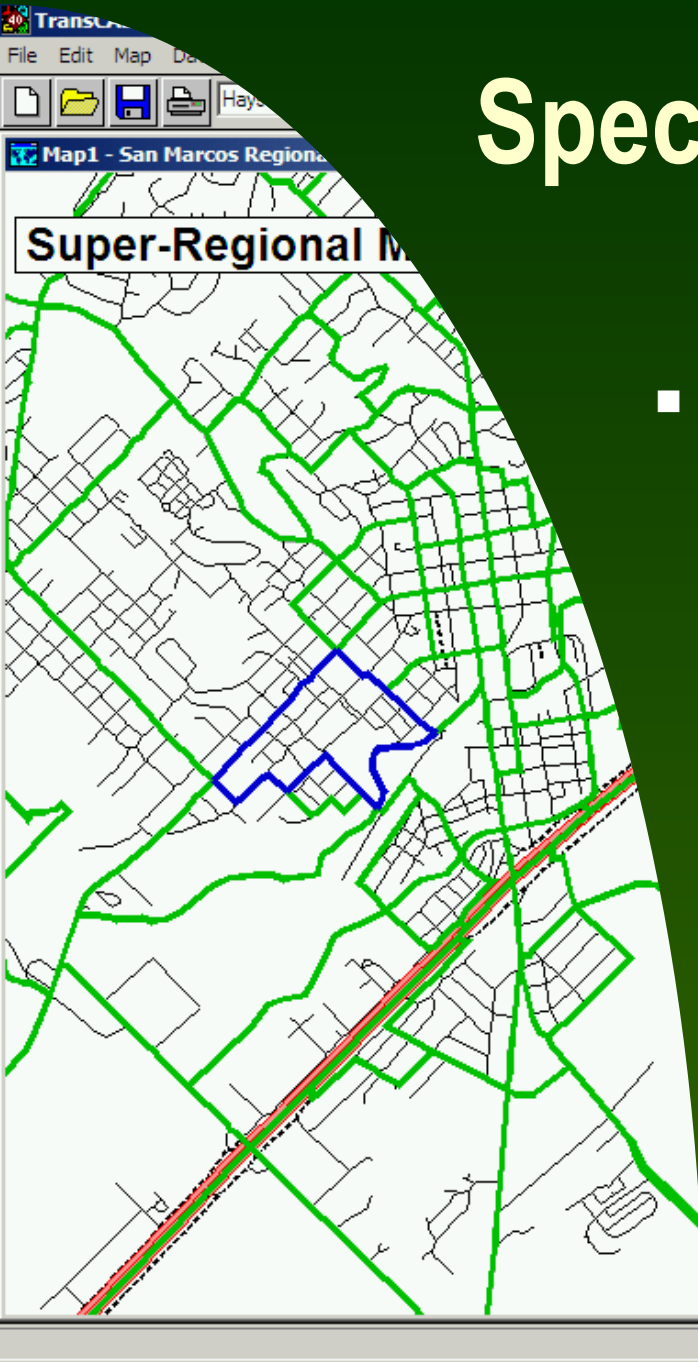 TransCA
File Edit Map Da
Hays
Map1 - San Marcos Regiona
Super-Regional M
Spec